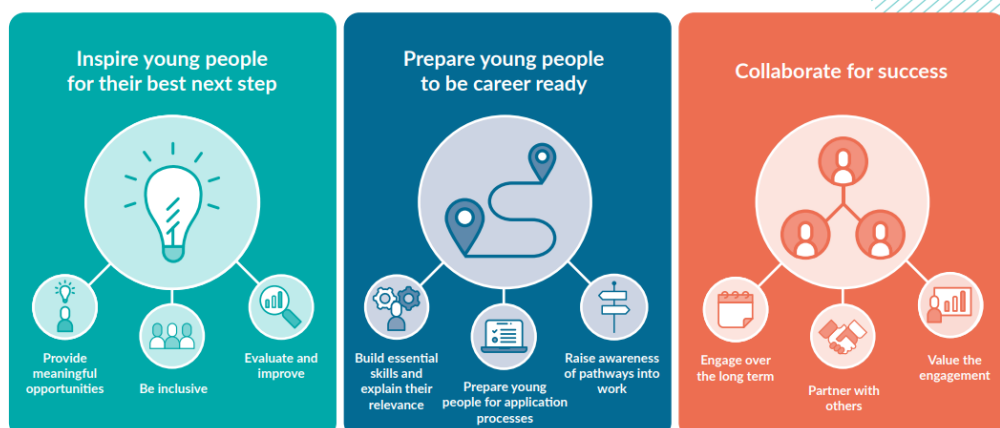 Inspire young people
for their best next step
Provide
meaningful
opportunities
Be inclusive
Evaluate and
improve
Prepare young people
to be career ready
Build essential
skills and
explain their
relevance
Prepare young
people for application
processes
Raise awareness
of pathways into
work
Collaborate for success
Engage over
the long term
Partner with
others
Value the
engagement